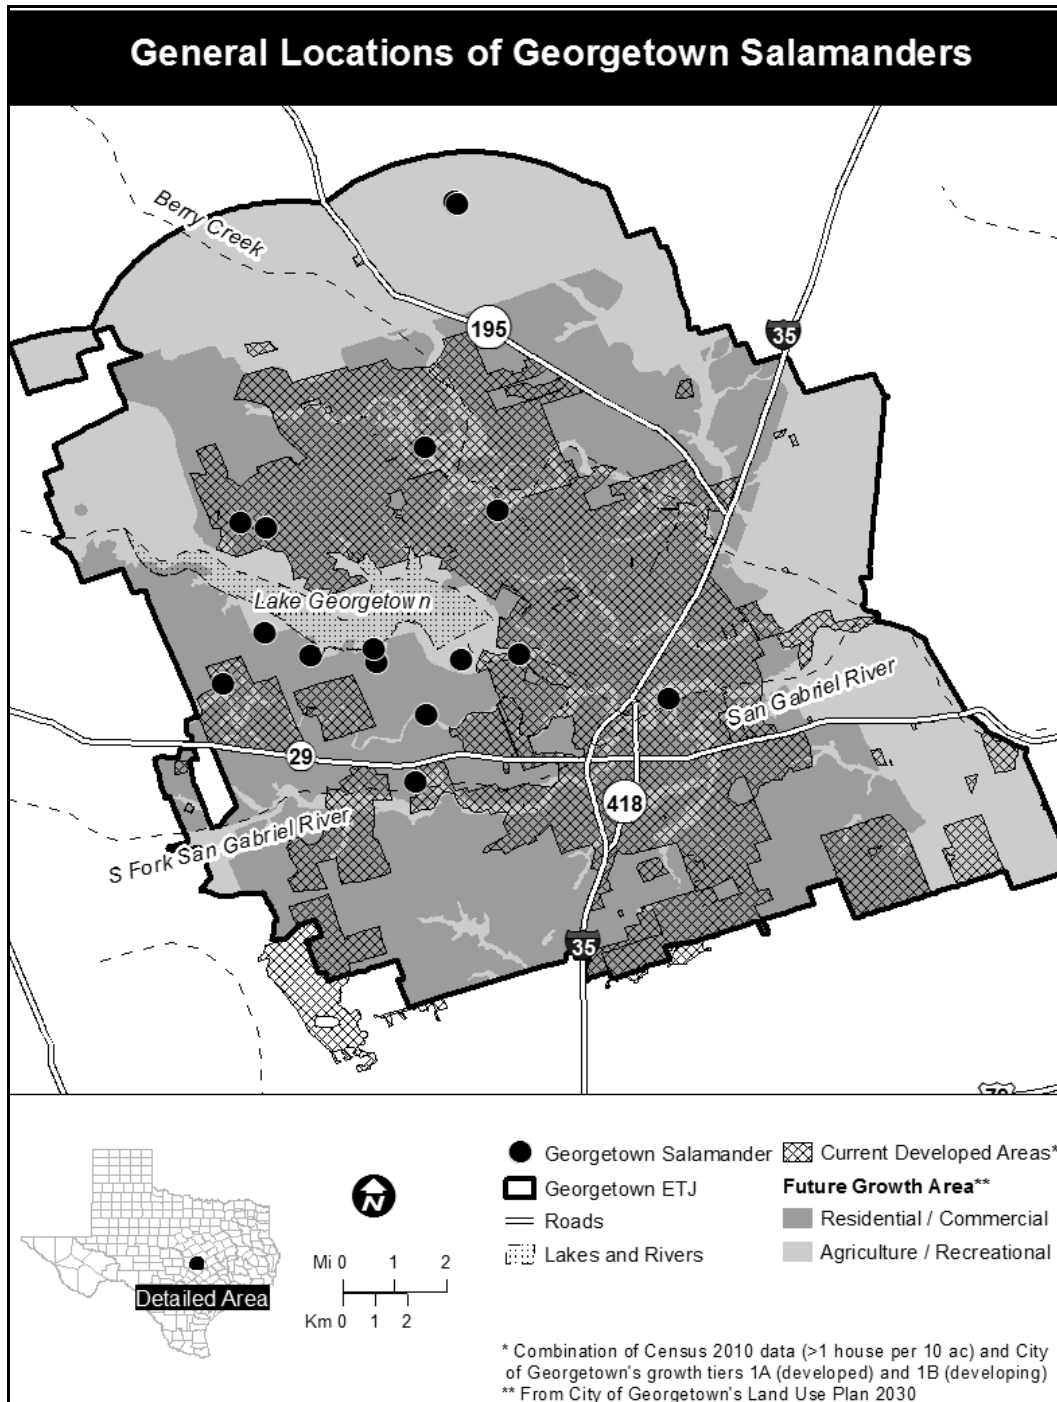 General Locations of Georgetown Salamanders
Berry Creek
195
35
Lake Georgetown
San Gabriel River
29
418
S Fork San Gabriel River
35
Georgetown Salamander
Georgetown ETJ
Roads
Lakes and Rivers
Current Developed Areas*
Future Growth Area**
Residential / Commercial
Agriculture / Recreational
N
Mi 0 1 2
Km 0 1 2
Detailed Area
* Combination of Census 2010 data (>1 house per 10 ac) and City
of Georgetown's growth tiers 1A (developed) and 1B (developing)
** From City of Georgetown's Land Use Plan 2030